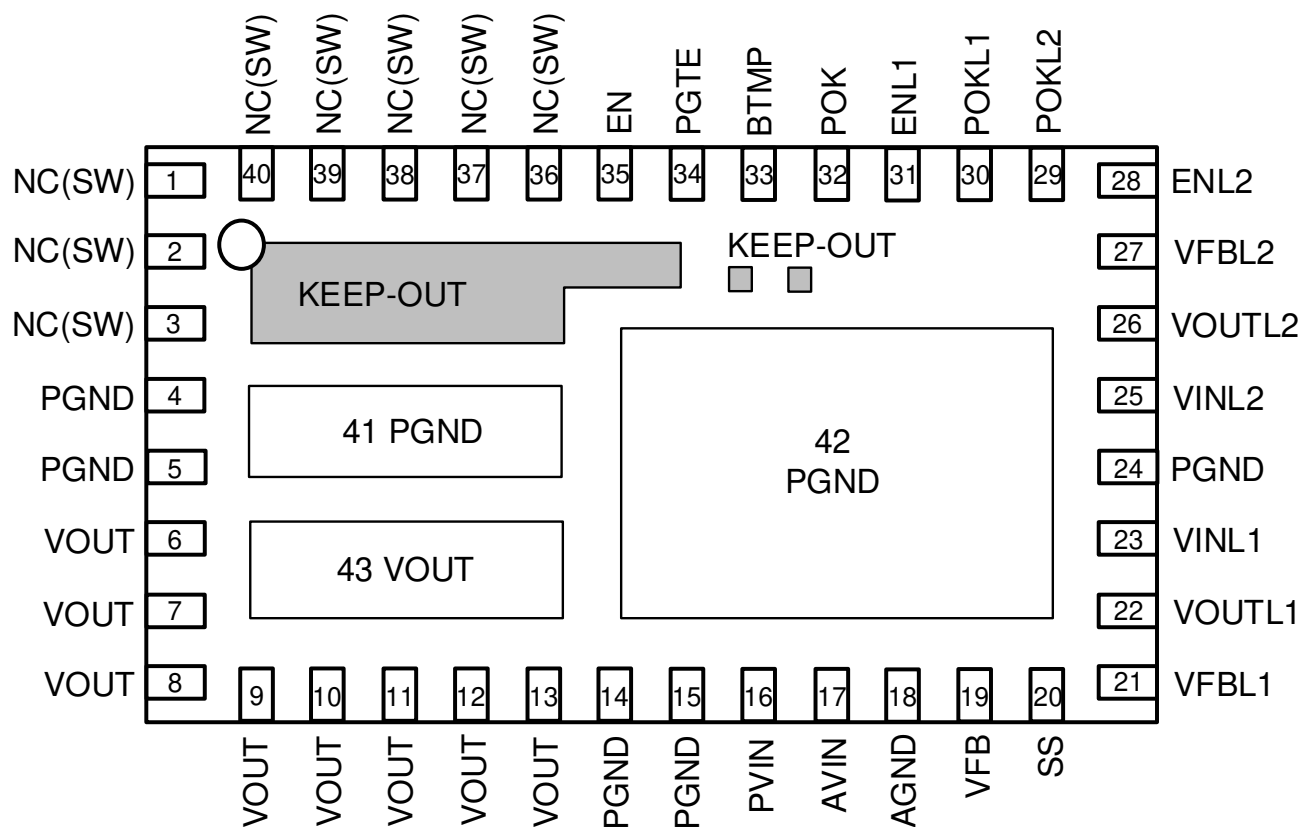 NC(SW) NC(SW) NC(SW) NC(SW) NC(SW) EN PGTE BTMP POK ENL1 POKL1 POKL2
40 39 38 37 36 35 34 33 32 31 30 29
NC(SW) 1 28 ENL2
NC(SW) 2 KEEP-OUT 27 VFBL2
KEEP-OUT
NC(SW) 3 26 VOUTL2
PGND 4 25 VINL2
41 PGND 42
PGND
PGND 5 24 PGND
VOUT 6 23 VINL1
43 VOUT
VOUT 7 22 VOUTL1
VOUT 8 21 VFBL1
9 10 11 12 13 14 15 16 17 18 19 20
VOUT VOUT VOUT VOUT VOUT PGND PGND PVIN AVIN AGND VFB SS